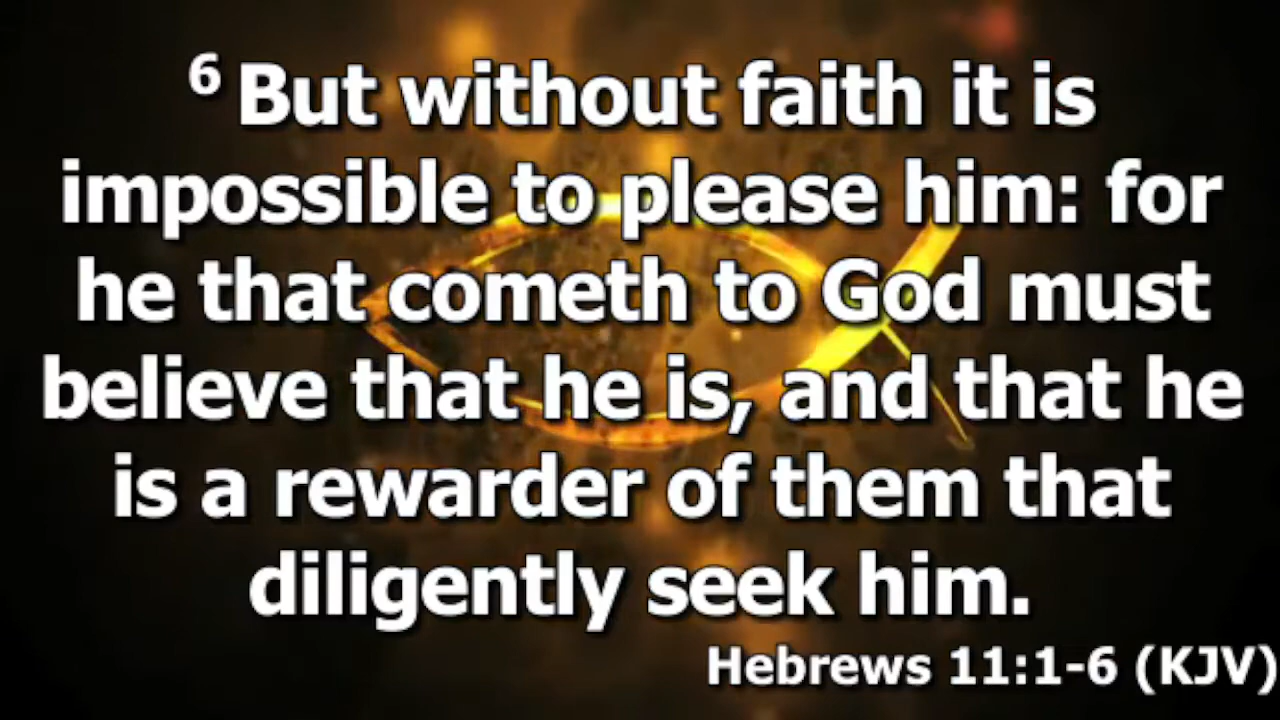 6 But without faith it is
impossible to please him: for
he that cometh to God must
believe that he is, and that he
is a rewarder of them that
diligently seek him.
Hebrews 11:1-6 (KJV)